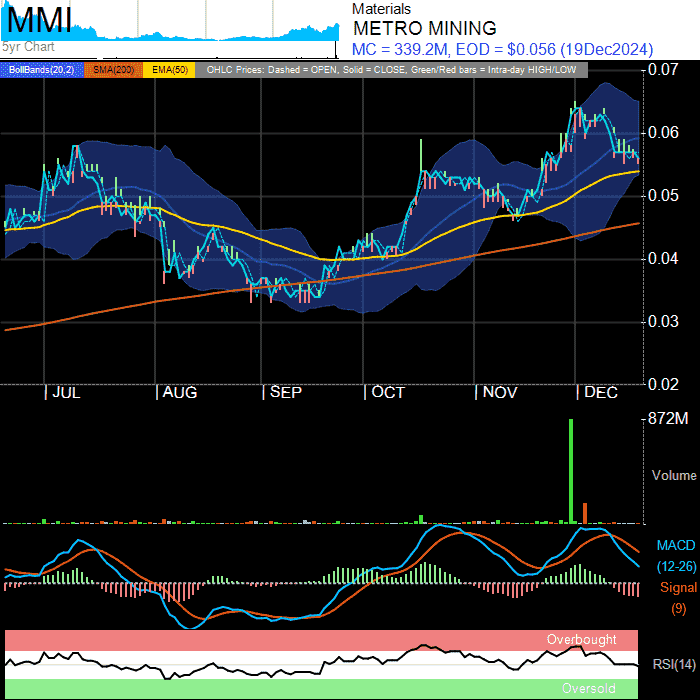 MMI
5yr Chart
Materials
METRO MINING
MC = 339.2M, EOD = $0.056 (19Dec2024)
BollBands(20,2) SMA(200) EMA(50) OHLC Prices: Dashed = OPEN, Solid = CLOSE, Green/Red bars = Intra-day HIGH/LOW
0.07
0.06
0.05
0.04
0.03
0.02
JUL AUG SEP OCT NOV DEC
872M
Volume
MACD
(12-26)
Signal
(9)
Overbought
RSI(14)
Oversold